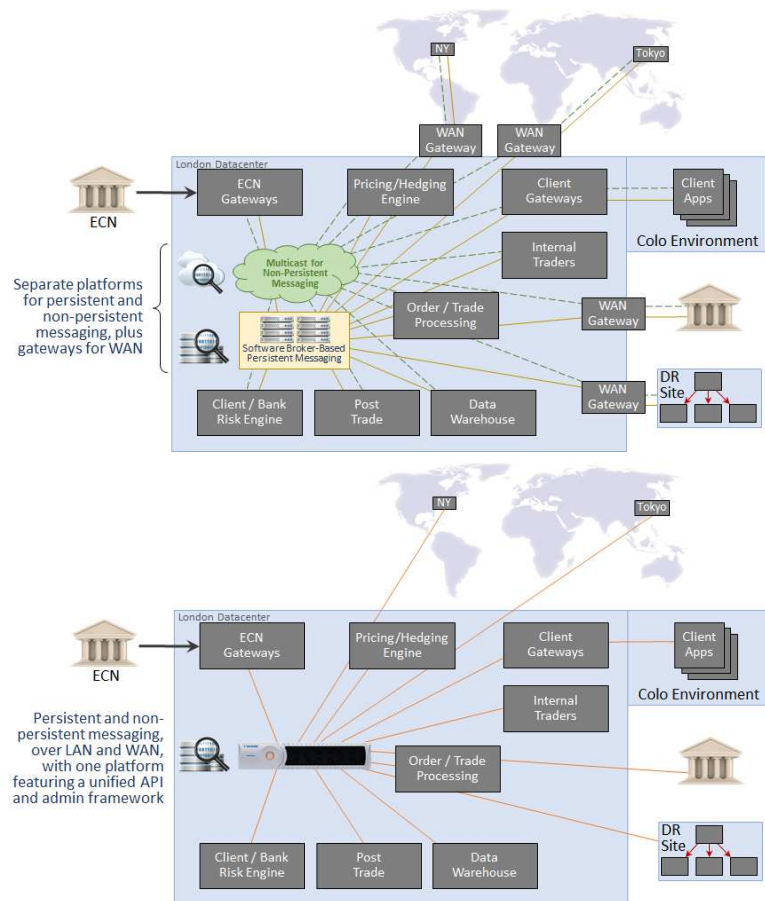 NY
Tokyo
WAN
Gateway
WAN
Gateway
London Datacenter
ECN
ECN
Gateways
Pricing/Hedging
Engine
Client
Gateways
Client
Apps
Colo Environment
Multicast for
Non-Persistent
Messaging
Internal
Traders
Separate platforms
for persistent and
non-persistent
messaging, plus
gateways for WAN
Order / Trade
Processing
WAN
Gateway
Software Broker-Based
Persistent Messaging
Client / Bank
Risk Engine
Post
Trade
Data
Warehouse
WAN
Gateway
DR
Site
NY
Tokyo
London Datacenter
ECN
ECN
Gateways
Pricing/Hedging
Engine
Client
Gateways
Client
Apps
Colo Environment
Internal
Traders
Persistent and non-
persistent messaging,
over LAN and WAN,
with one platform
featuring a unified API
and admin framework
Order / Trade
Processing
Client / Bank
Risk Engine
Post
Trade
Data
Warehouse
DR
Site